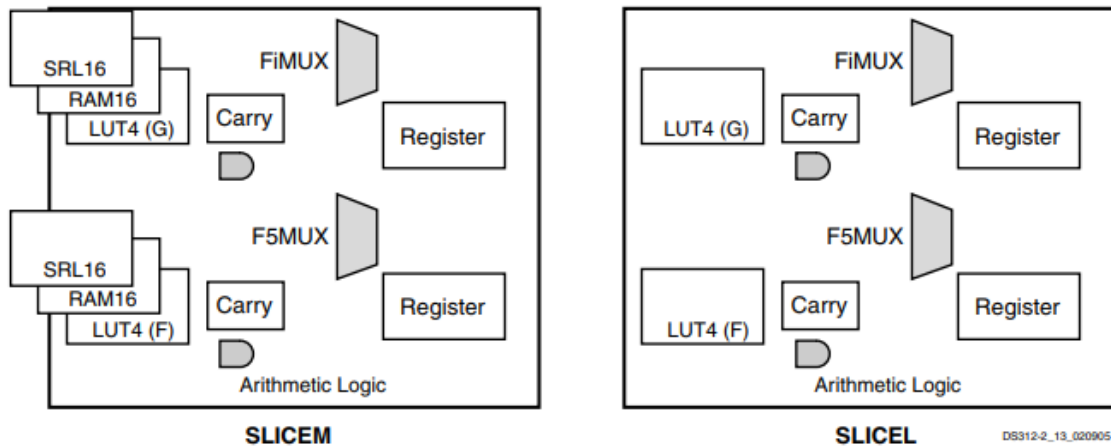 SRL16
RAM16
LUT4 (G)
Carry
FiMUX
Register
SRL16
RAM16
LUT4 (F)
Carry
F5MUX
Register
Arithmetic Logic
SLICEM
LUT4 (G)
Carry
FiMUX
Register
LUT4 (F)
Carry
F5MUX
Register
Arithmetic Logic
SLICEL
DS312-2_13_020905